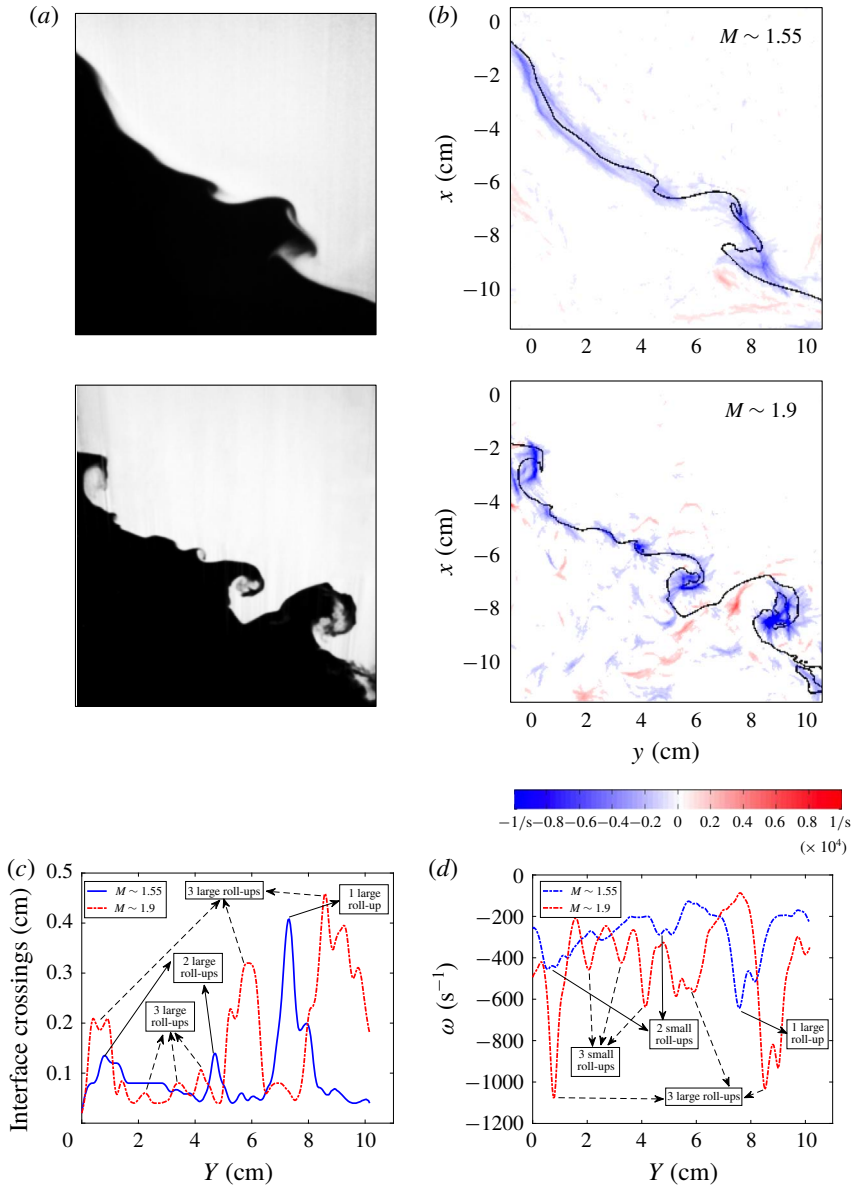 (a)
(b)
M ∼ 1.55
0
−2
−4
−6
−8
−10
x (cm)
0 2 4 6 8 10
M ∼ 1.9
0
−2
−4
−6
−8
−10
x (cm)
0 2 4 6 8 10
y (cm)
−1/s −0.8 −0.6 −0.4 −0.2 0 0.2 0.4 0.6 0.8 1/s
(× 10⁴)
(c)
Interface crossings (cm)
0.5
0.4
0.3
0.2
0.1
0
2 4 6 8 10
Y (cm)
M ∼ 1.55
M ∼ 1.9
3 large roll-ups
1 large
roll-up
2 large
roll-ups
3 large
roll-ups
(d)
ω (s⁻¹)
0
−200
−400
−600
−800
−1000
−1200
0 2 4 6 8 10
Y (cm)
M ∼ 1.55
M ∼ 1.9
3 small
roll-ups
2 small
roll-ups
1 large
roll-up
3 large roll-ups